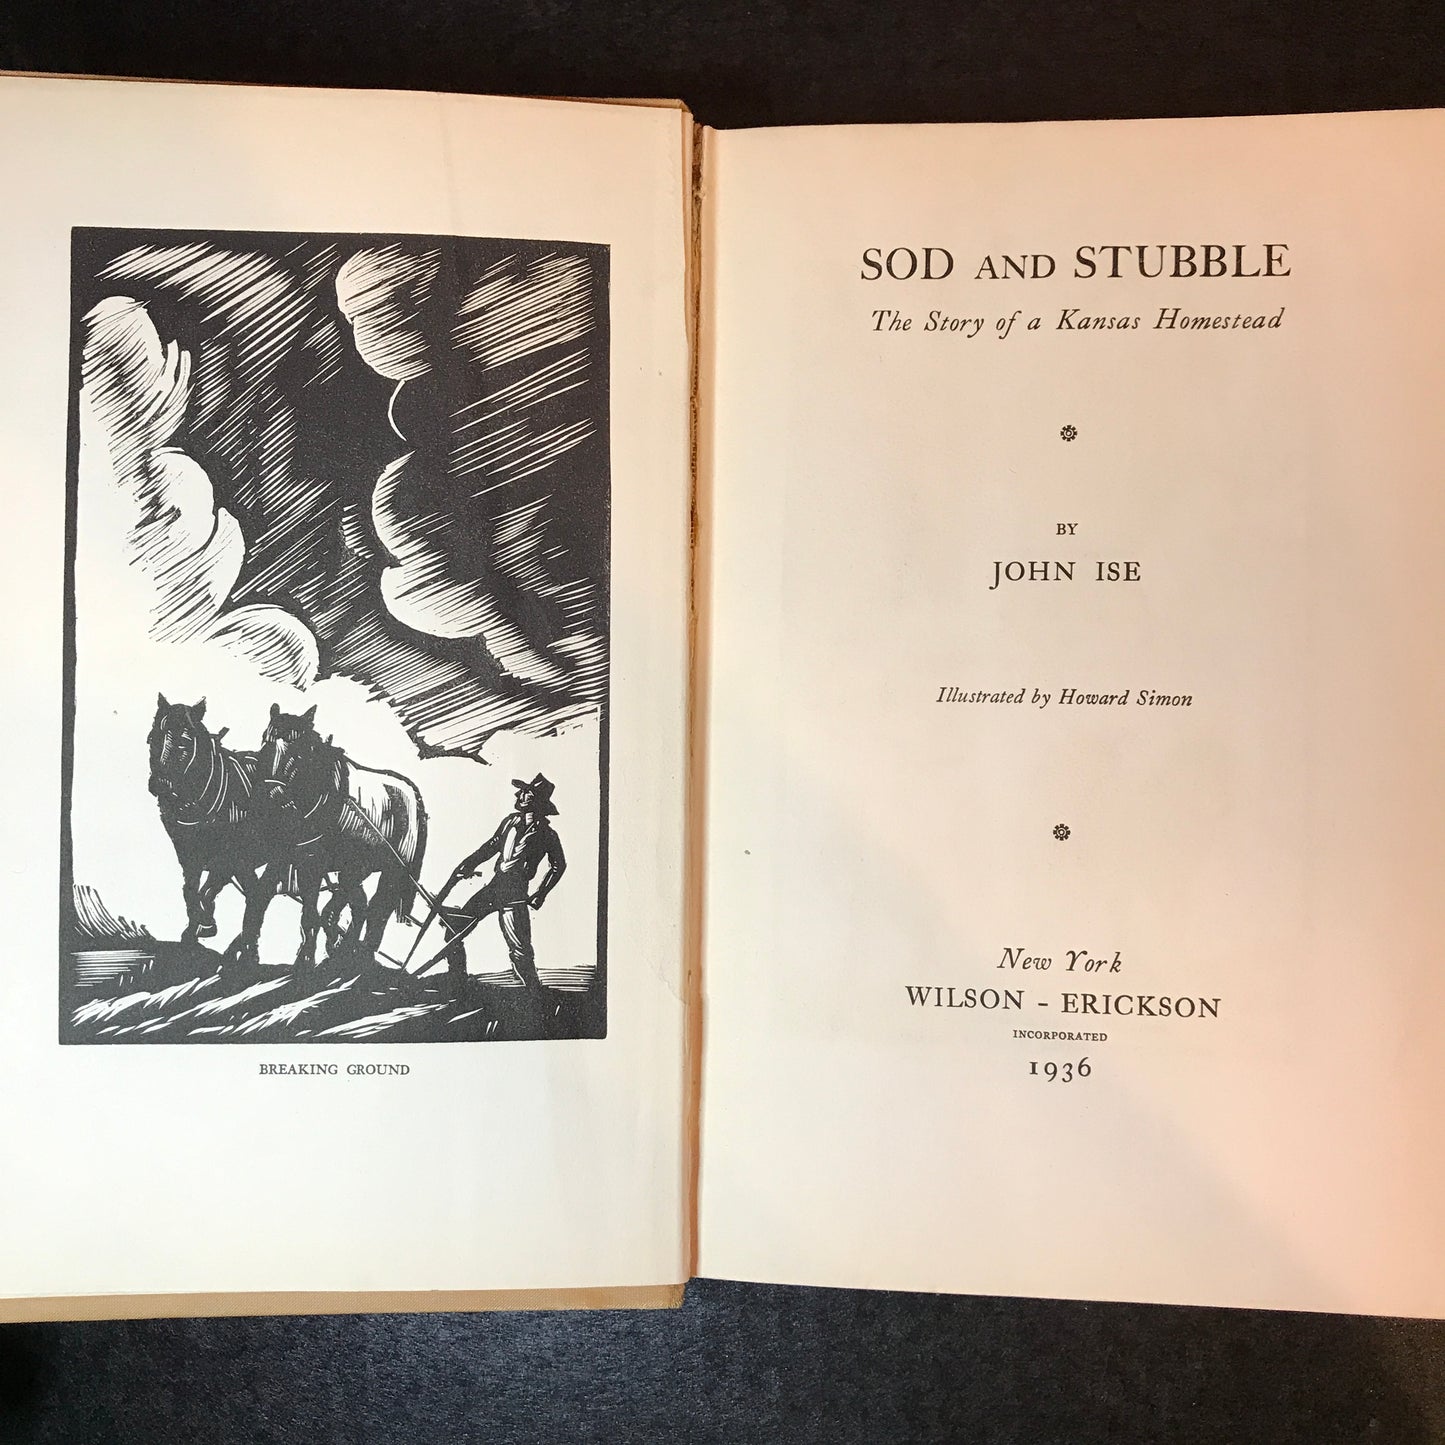 BREAKING GROUND
SOD AND STUBBLE
The Story of a Kansas Homestead
BY
JOHN ISE
Illustrated by Howard Simon
New York
WILSON - ERICKSON
INCORPORATED
1936